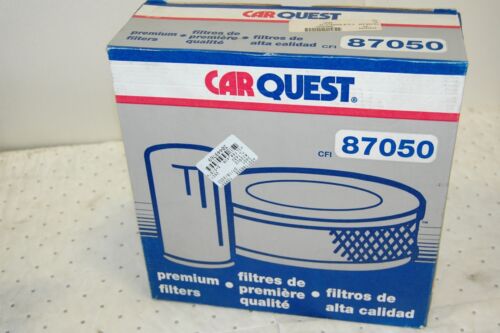 CARQUEST
premium filters • filtres de première qualité • filtros de alta calidad CFI 87050
CARQUEST®
CFI 87050
premium • filtres de • filtros de
filters première alta calidad
qualité